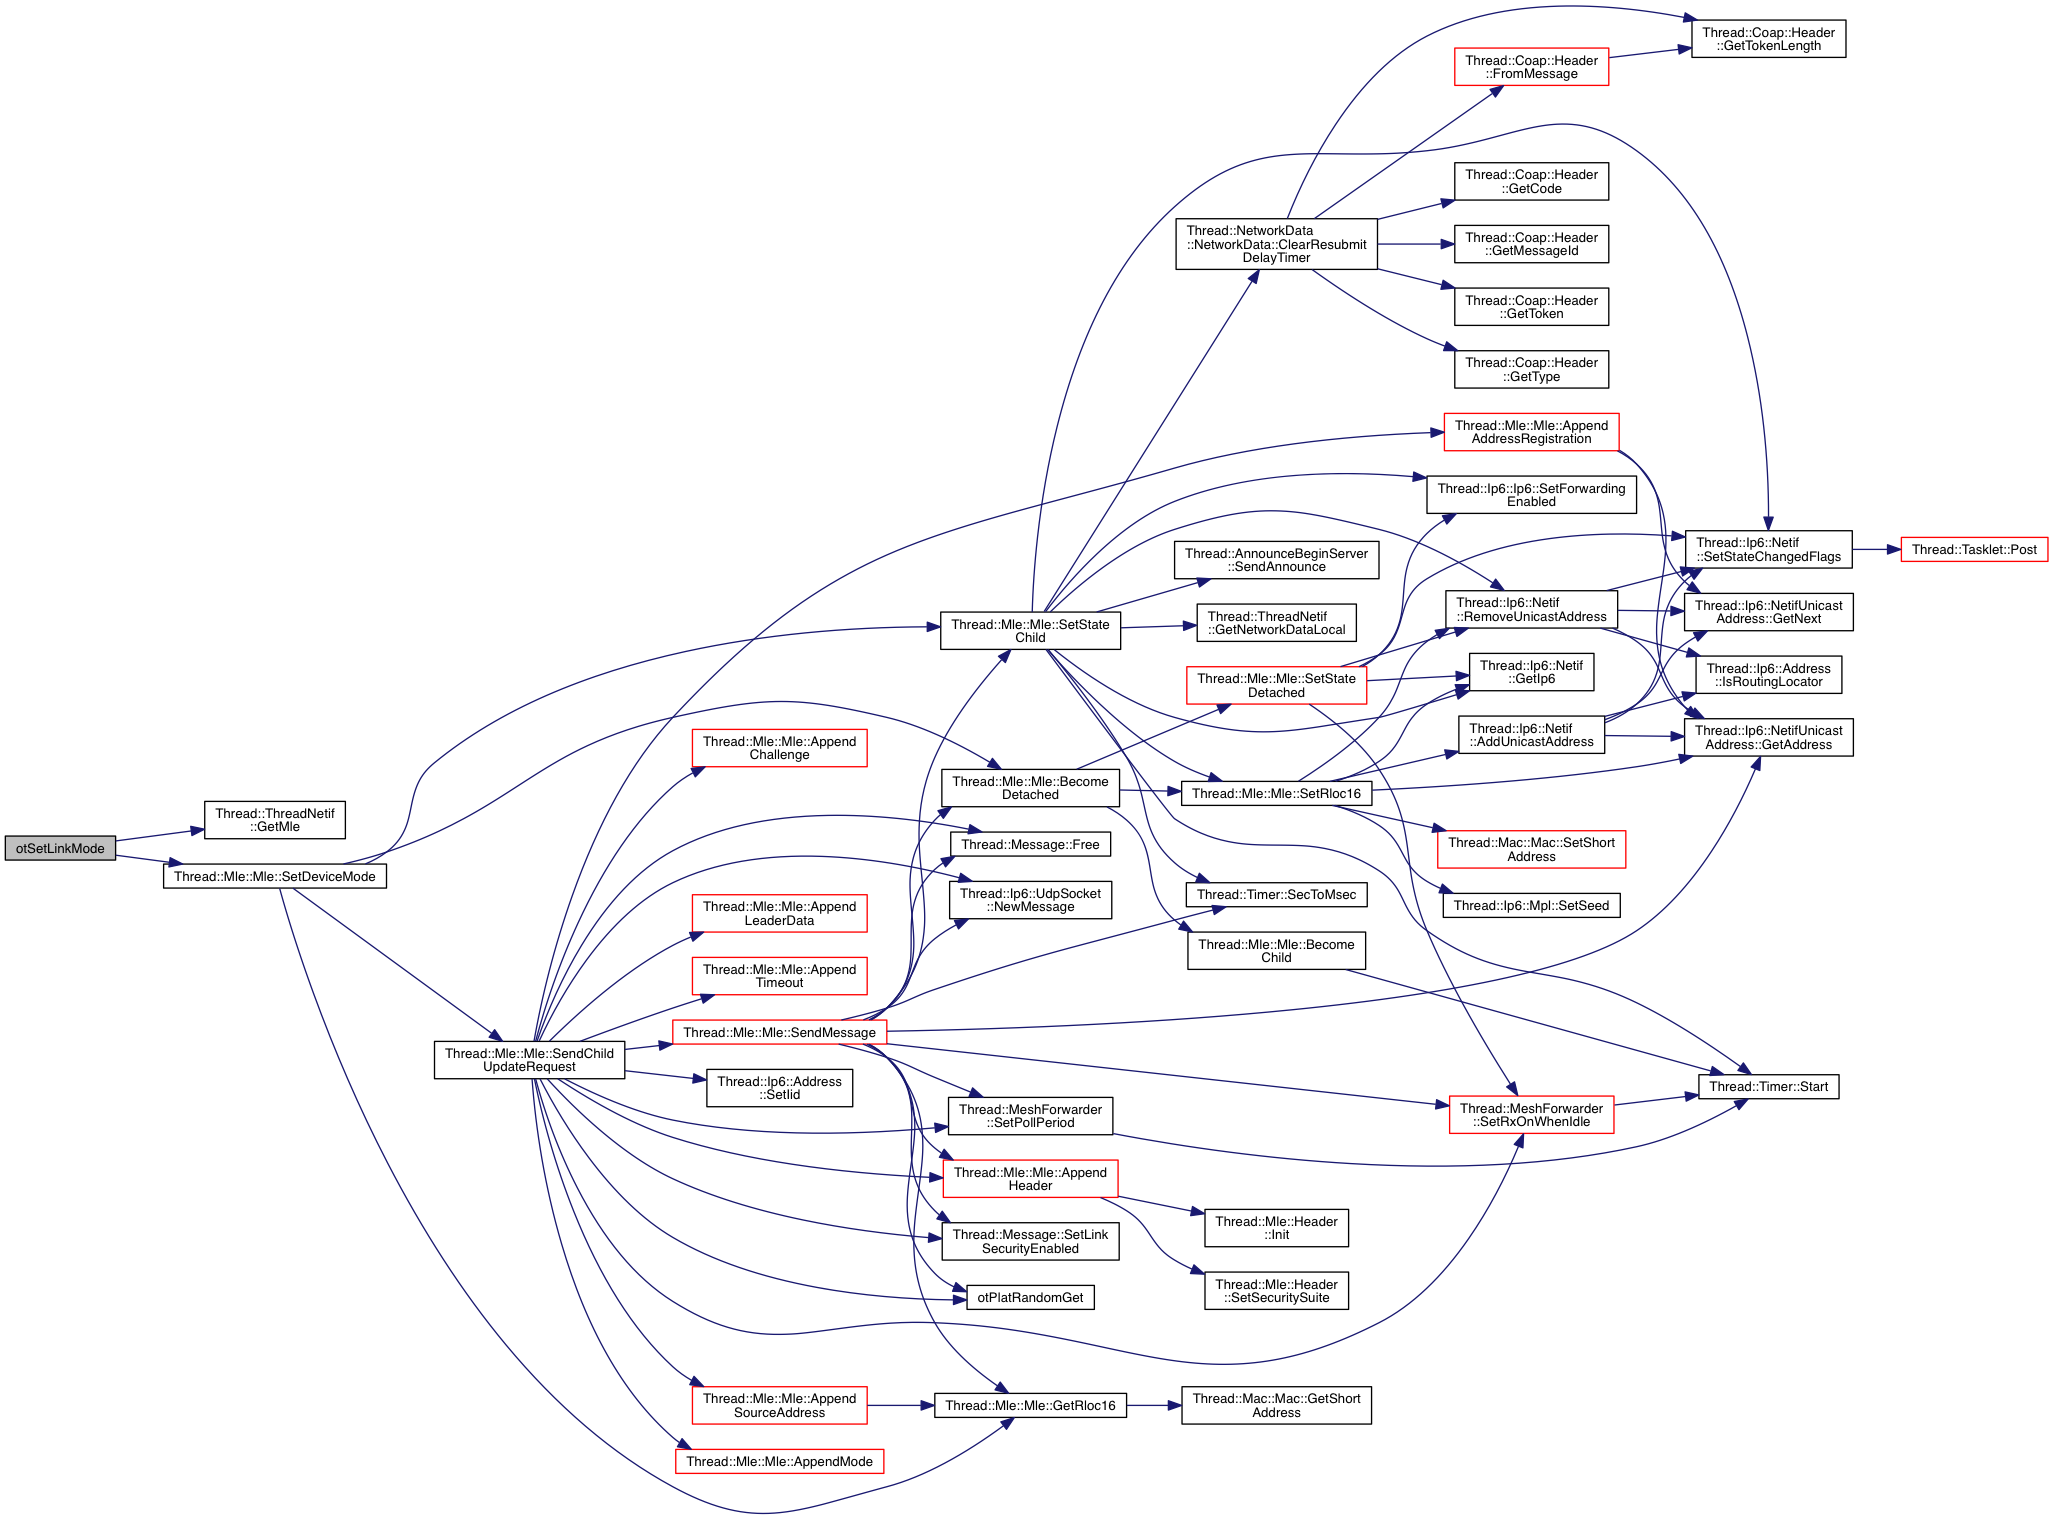 otSetLinkMode
Thread::ThreadNetif
::GetMle
Thread::Mle::Mle::SetDeviceMode
Thread::Mle::Mle::SendChild
UpdateRequest
Thread::Mle::Mle::Append
Challenge
Thread::Mle::Mle::Append
LeaderData
Thread::Mle::Mle::Append
Timeout
Thread::Mle::Mle::SendMessage
Thread::Ip6::Address
::SetIid
Thread::Mle::Mle::Append
SourceAddress
Thread::Mle::Mle::AppendMode
Thread::Mle::Mle::SetState
Child
Thread::Mle::Mle::Become
Detached
Thread::Message::Free
Thread::Ip6::UdpSocket
::NewMessage
Thread::MeshForwarder
::SetPollPeriod
Thread::Mle::Mle::Append
Header
Thread::Message::SetLink
SecurityEnabled
otPlatRandomGet
Thread::Mle::Mle::GetRloc16
Thread::NetworkData
::NetworkData::ClearResubmit
DelayTimer
Thread::AnnounceBeginServer
::SendAnnounce
Thread::ThreadNetif
::GetNetworkDataLocal
Thread::Mle::Mle::SetState
Detached
Thread::Mle::Mle::SetRloc16
Thread::Timer::SecToMsec
Thread::Mle::Mle::Become
Child
Thread::Mle::Header
::Init
Thread::Mle::Header
::SetSecuritySuite
Thread::Mac::Mac::GetShort
Address
Thread::Coap::Header
::FromMessage
Thread::Coap::Header
::GetCode
Thread::Coap::Header
::GetMessageId
Thread::Coap::Header
::GetToken
Thread::Coap::Header
::GetType
Thread::Mle::Mle::Append
AddressRegistration
Thread::Ip6::Ip6::SetForwarding
Enabled
Thread::Ip6::Netif
::RemoveUnicastAddress
Thread::Ip6::Netif
::GetIp6
Thread::Ip6::Netif
::AddUnicastAddress
Thread::Mac::Mac::SetShort
Address
Thread::Ip6::Mpl::SetSeed
Thread::MeshForwarder
::SetRxOnWhenIdle
Thread::Coap::Header
::GetTokenLength
Thread::Ip6::Netif
::SetStateChangedFlags
Thread::Ip6::NetifUnicast
Address::GetNext
Thread::Ip6::Address
::IsRoutingLocator
Thread::Ip6::NetifUnicast
Address::GetAddress
Thread::Timer::Start
Thread::Tasklet::Post